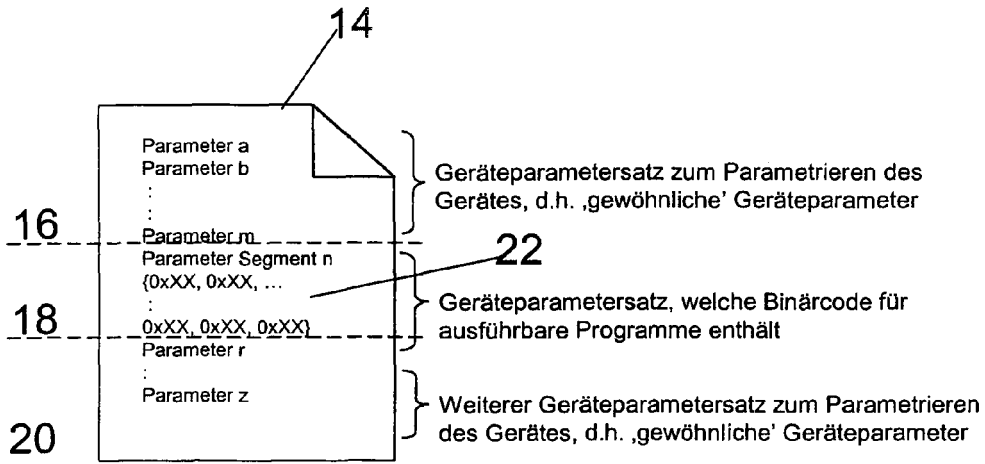 14
Parameter a
Parameter b
:
:
Parameter m
Geräteparametersatz zum Parametrieren des
Gerätes, d.h. ‚gewöhnliche' Geräteparameter
16
Parameter Segment n
{0xXX, 0xXX, ...
:
0xXX, 0xXX, 0xXX}
22
Geräteparametersatz, welche Binärcode für
ausführbare Programme enthält
18
Parameter r
:
Parameter z
Weiterer Geräteparametersatz zum Parametrieren
des Gerätes, d.h. ‚gewöhnliche' Geräteparameter
20